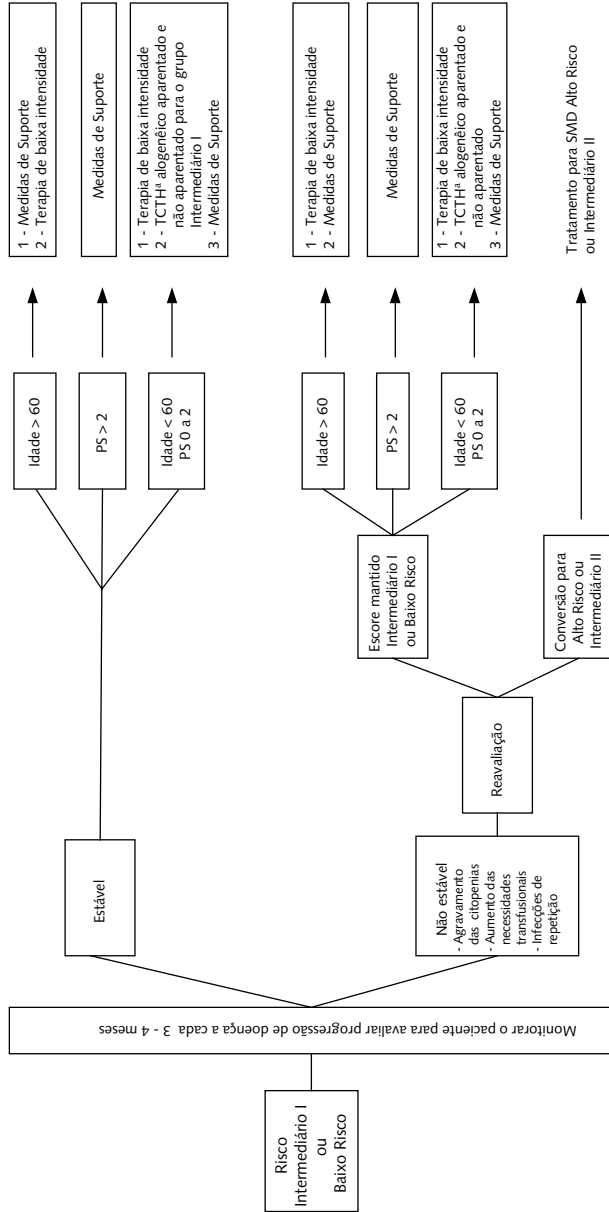 Risco
Intermediário I
ou
Baixo Risco
Monitorar o paciente para avaliar progressão de doença a cada 3 - 4 meses
Estável
Idade > 60
1 - Medidas de Suporte
2 - Terapia de baixa intensidade
PS > 2
Medidas de Suporte
Idade < 60
PS 0 a 2
1 - Terapia de baixa intensidade
2 - TCTHª alogenêico aparentado e
não aparentado para o grupo
Intermediário I
3 - Medidas de Suporte
Não estável
- Agravamento
das citopenias
- Aumento das
necessidades
transfusionais
- Infecções de
repetição
Reavaliação
Escore mantido
Intermediário I
ou Baixo Risco
Idade > 60
1 - Terapia de baixa intensidade
2 - Medidas de Suporte
PS > 2
Medidas de Suporte
Idade < 60
PS 0 a 2
1 - Terapia de baixa intensidade
2 - TCTHª alogenêico aparentado e
não aparentado
3 - Medidas de Suporte
Conversão para
Alto Risco ou
Intermediário II
Tratamento para SMD Alto Risco
ou Intermediário II